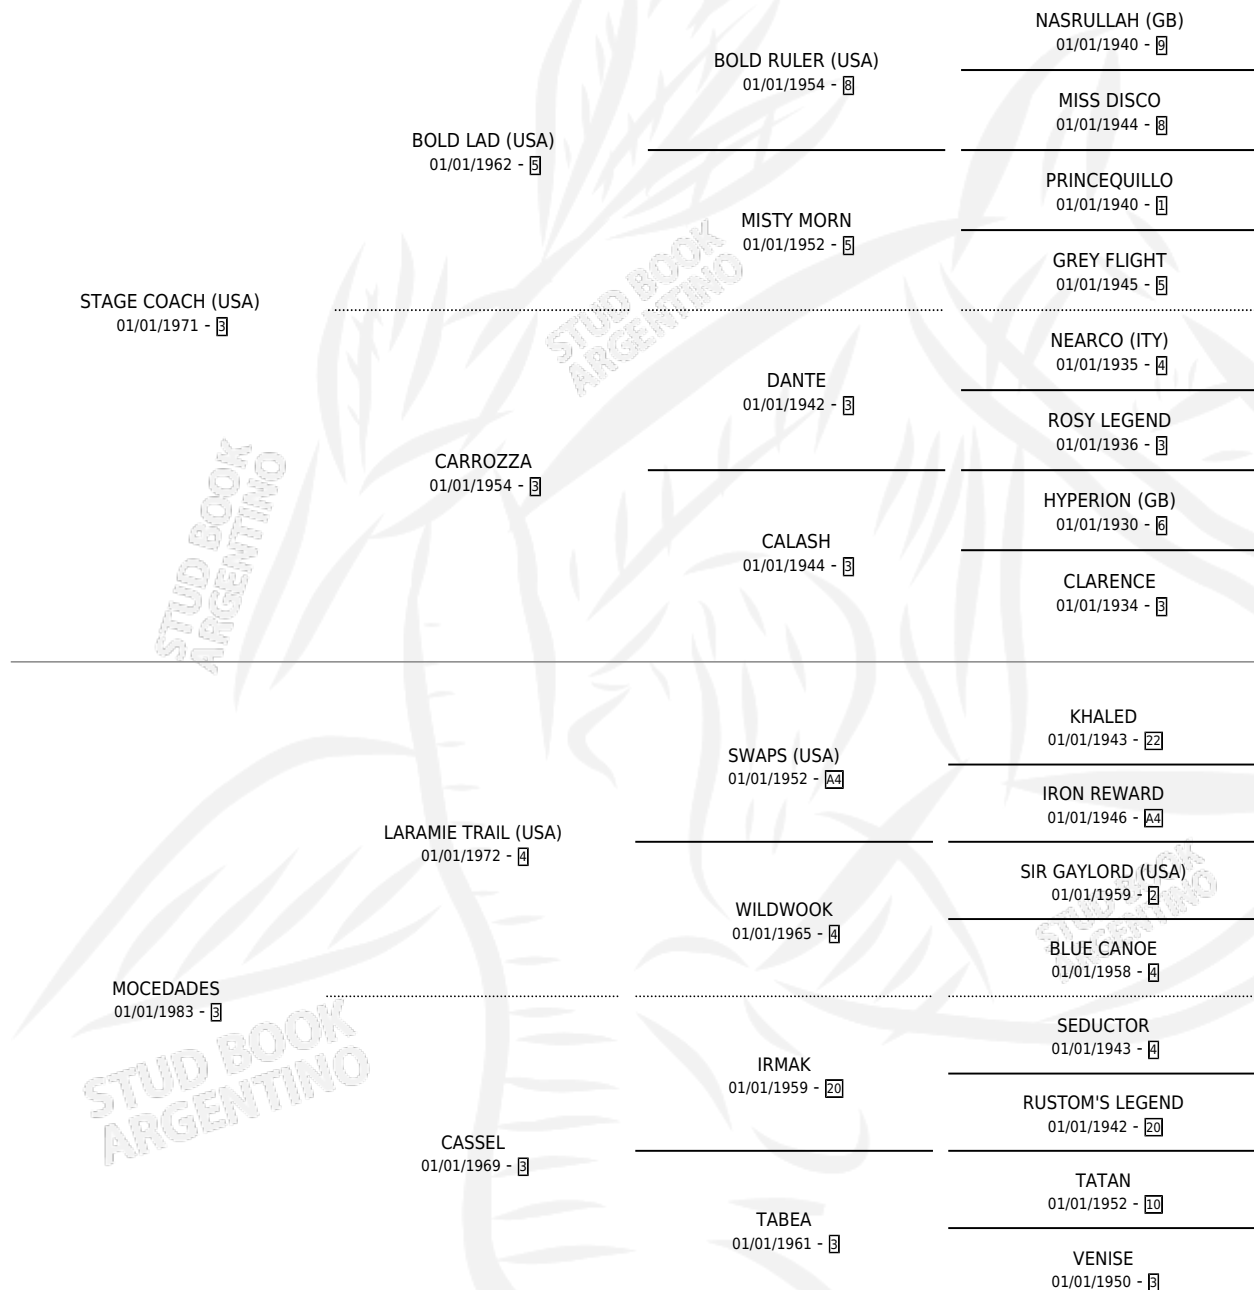 NASRULLAH (GB)
01/01/1940 - 9
BOLD RULER (USA)
01/01/1954 - 8
MISS DISCO
01/01/1944 - 8
BOLD LAD (USA)
01/01/1962 - 5
PRINCEQUILLO
01/01/1940 - 1
MISTY MORN
01/01/1952 - 5
GREY FLIGHT
01/01/1945 - 5
STAGE COACH (USA)
01/01/1971 - 3
NEARCO (ITY)
01/01/1935 - 4
DANTE
01/01/1942 - 3
ROSY LEGEND
01/01/1936 - 3
CARROZZA
01/01/1954 - 3
HYPERION (GB)
01/01/1930 - 6
CALASH
01/01/1944 - 3
CLARENCE
01/01/1934 - 3
KHALED
01/01/1943 - 22
SWAPS (USA)
01/01/1952 - A4
IRON REWARD
01/01/1946 - A4
LARAMIE TRAIL (USA)
01/01/1972 - 4
SIR GAYLORD (USA)
01/01/1959 - 2
WILDWOOK
01/01/1965 - 4
BLUE CANOE
01/01/1958 - 4
MOCEDADES
01/01/1983 - 3
SEDUCTOR
01/01/1943 - 4
IRMAK
01/01/1959 - 20
RUSTOM'S LEGEND
01/01/1942 - 20
CASSEL
01/01/1969 - 3
TATAN
01/01/1952 - 10
TABEA
01/01/1961 - 3
VENISE
01/01/1950 - 3
STUD BOOK
ARGENTINO
STUD BOOK
ARGENTINO
STUD BOOK
ARGENTINO
STUD BOOK
ARGENTINO